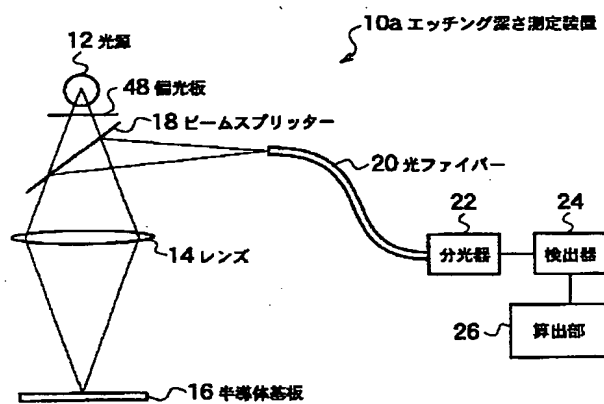 12 光源
10a エッチング深さ測定装置
48 偏光板
18 ビームスプリッター
20 光ファイバー
22
分光器
24
検出器
14 レンズ
26
算出部
16 半導体基板